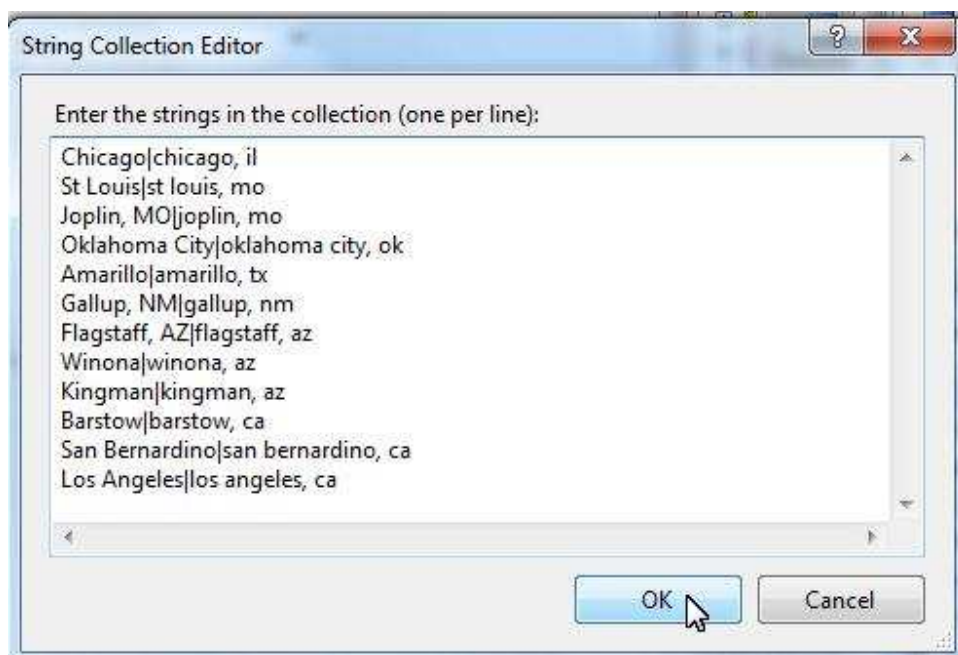 String Collection Editor
Enter the strings in the collection (one per line):
Chicago|chicago, il
St Louis|st louis, mo
Joplin, MO|joplin, mo
Oklahoma City|oklahoma city, ok
Amarillo|amarillo, tx
Gallup, NM|gallup, nm
Flagstaff, AZ|flagstaff, az
Winona|winona, az
Kingman|kingman, az
Barstow|barstow, ca
San Bernardino|san bernardino, ca
Los Angeles|los angeles, ca
OK Cancel